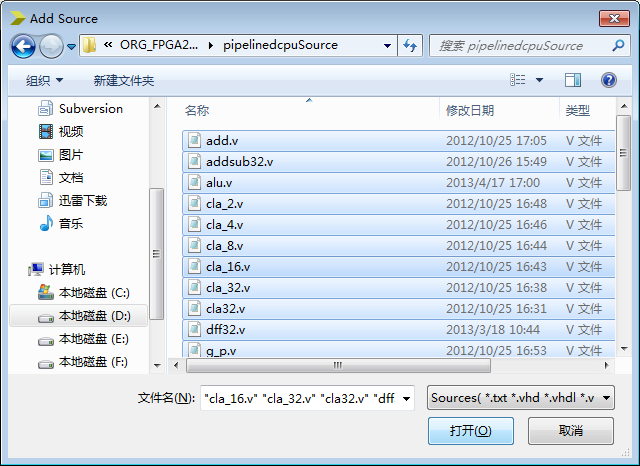 Add Source
« ORG_FPGA2... ▸ pipelinedcpuSource
搜索 pipelinedcpuSource
组织 新建文件夹
名称 修改日期 类型
Subversion
视频
图片
文档
迅雷下载
音乐
计算机
本地磁盘 (C:)
本地磁盘 (D:)
本地磁盘 (E:)
本地磁盘 (F:)
add.v 2012/10/25 17:05 V 文件
addsub32.v 2012/10/26 15:49 V 文件
alu.v 2013/4/17 17:00 V 文件
cla_2.v 2012/10/25 16:48 V 文件
cla_4.v 2012/10/25 16:46 V 文件
cla_8.v 2012/10/25 16:44 V 文件
cla_16.v 2012/10/25 16:43 V 文件
cla_32.v 2012/10/25 16:38 V 文件
cla32.v 2012/10/25 16:31 V 文件
dff32.v 2013/3/18 10:44 V 文件
g_p.v 2012/10/25 16:53 V 文件
文件名(N): "cla_16.v" "cla_32.v" "cla32.v" "dff
Sources( *.txt *.vhd *.vhdl *.v
打开(O) 取消